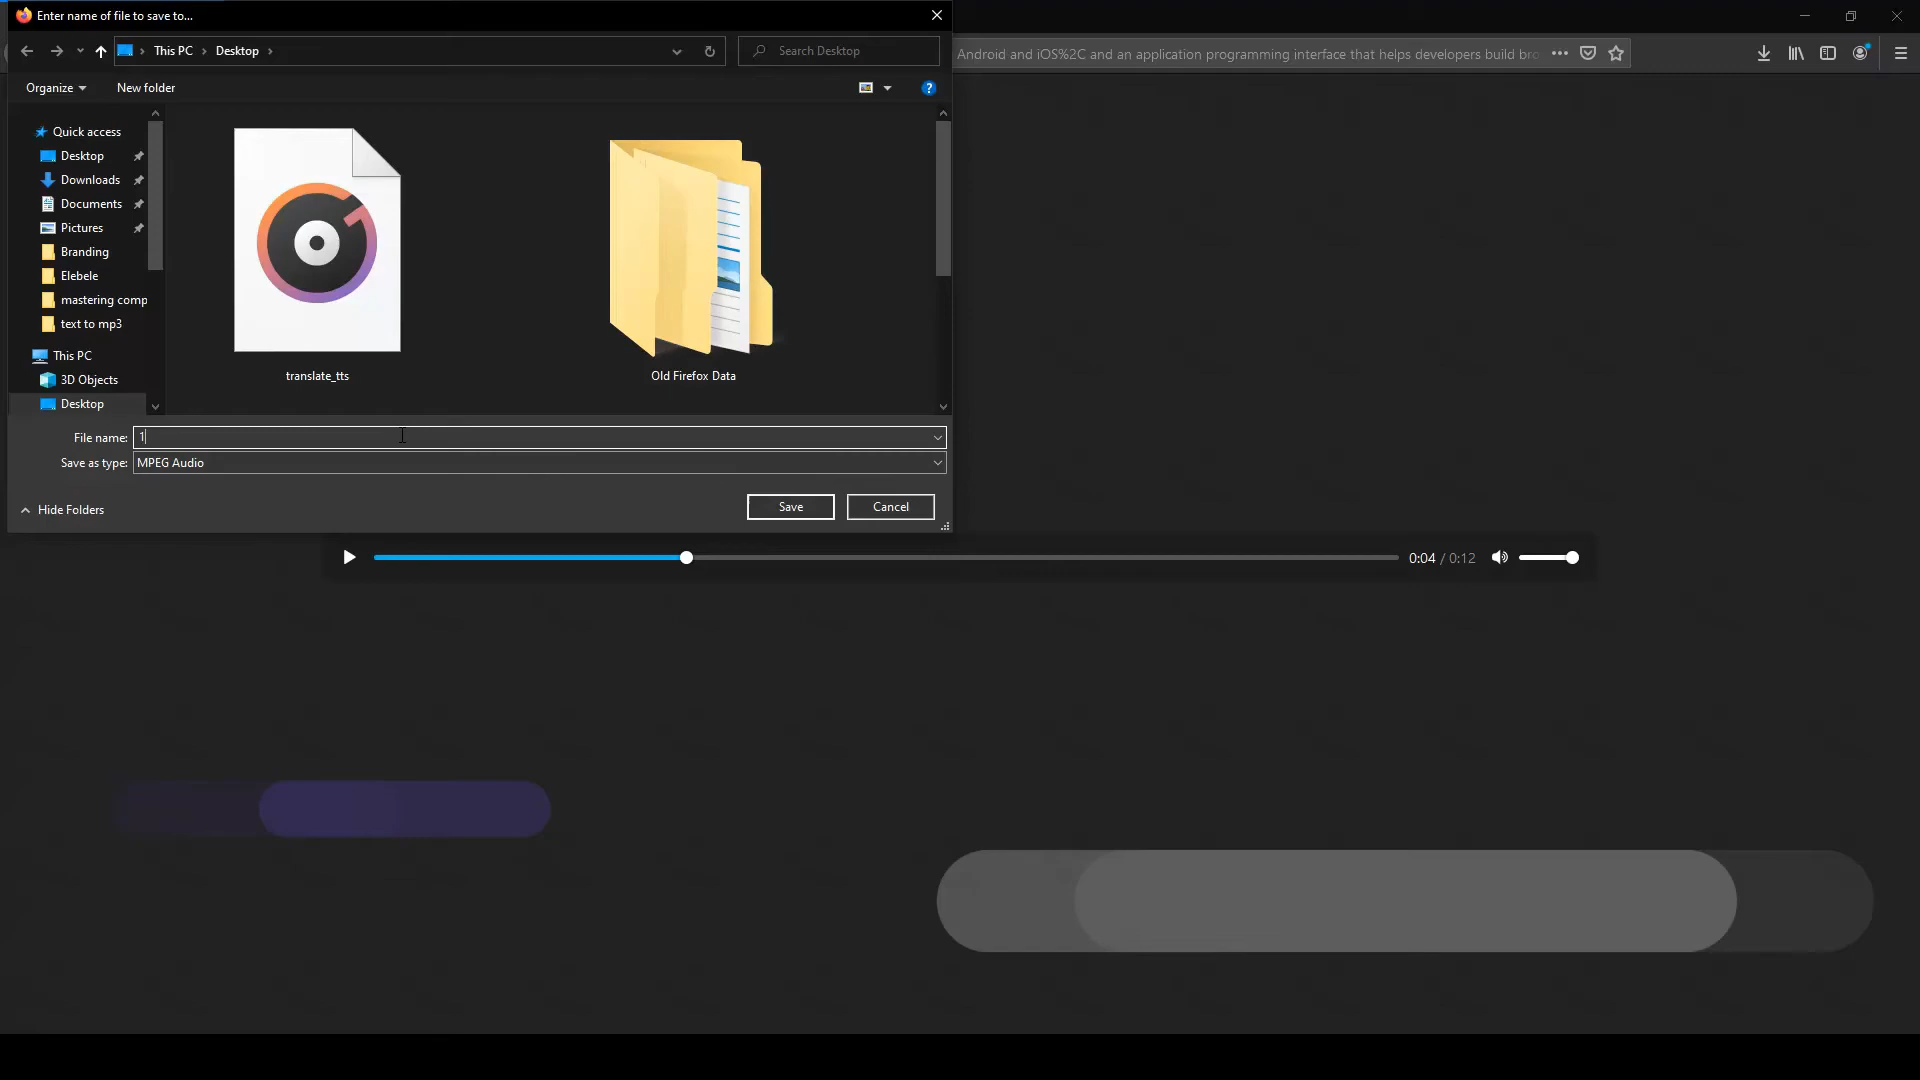 Enter name of file to save to...
This PC
Desktop
Search Desktop
Android and iOS%2C and an application programming interface that helps developers build bro
Organize
New folder
Quick access
Desktop
Downloads
Documents
Pictures
Branding
Elebele
mastering comp
text to mp3
This PC
3D Objects
Desktop
translate_tts
Old Firefox Data
File name: 1
Save as type: MPEG Audio
Hide Folders
Save
Cancel
0:04 / 0:12